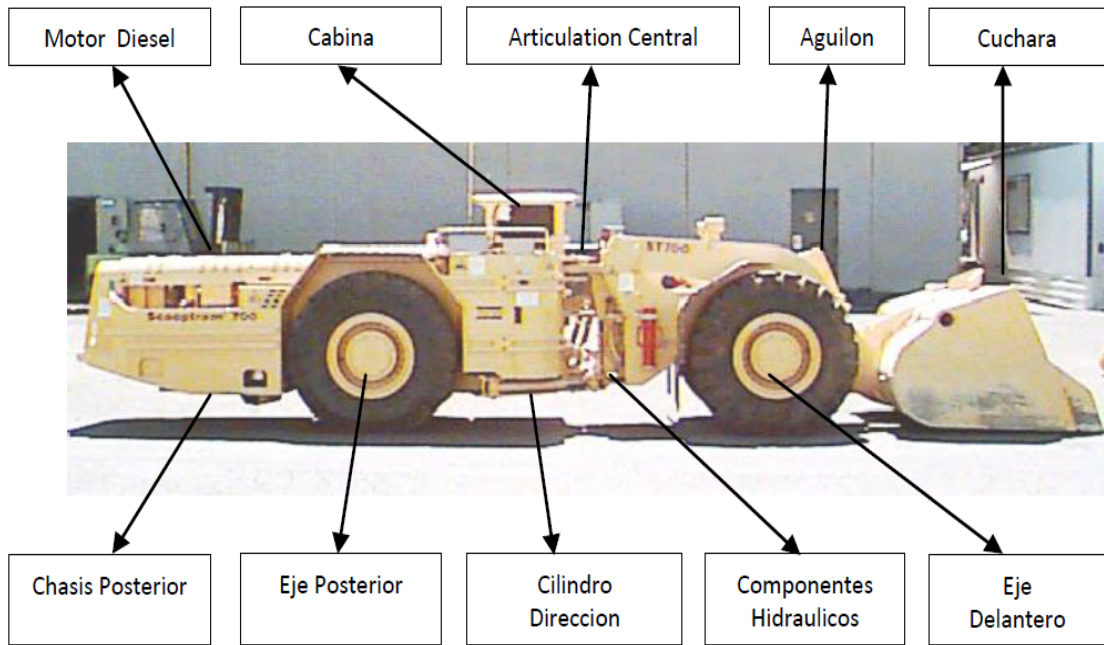 Motor Diesel
Cabina
Articulation Central
Aguilon
Cuchara
ST700
Scooptram 700
Chasis Posterior
Eje Posterior
Cilindro
Direccion
Componentes
Hidraulicos
Eje
Delantero